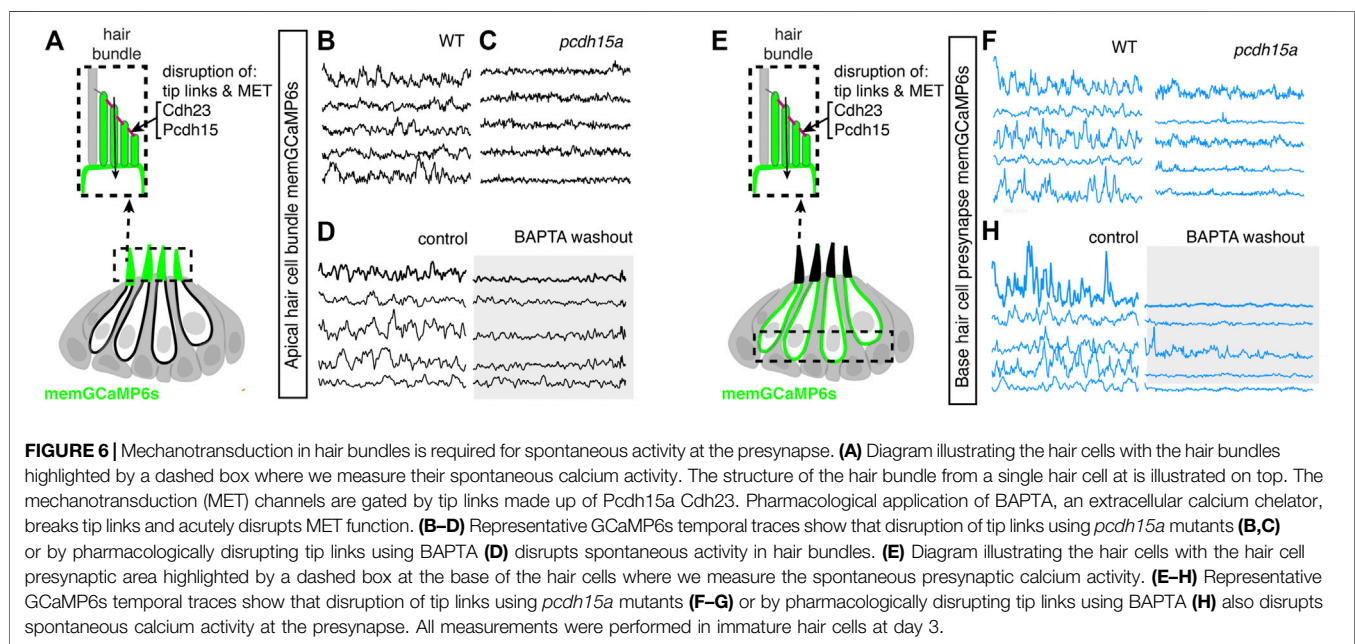 A
hair
bundle
disruption of:
tip links & MET
Cdh23
Pcdh15
memGCaMP6s
Apical hair cell bundle memGCaMP6s
B
WT
C
pcdh15a
D
control
BAPTA washout
E
hair
bundle
disruption of:
tip links & MET
Cdh23
Pcdh15
memGCaMP6s
Base hair cell presynapse memGCaMP6s
F
WT
pcdh15a
H
control
BAPTA washout
FIGURE 6 | Mechanotransduction in hair bundles is required for spontaneous activity at the presynapse. (A) Diagram illustrating the hair cells with the hair bundles
highlighted by a dashed box where we measure their spontaneous calcium activity. The structure of the hair bundle from a single hair cell at is illustrated on top. The
mechanotransduction (MET) channels are gated by tip links made up of Pcdh15a Cdh23. Pharmacological application of BAPTA, an extracellular calcium chelator,
breaks tip links and acutely disrupts MET function. (B–D) Representative GCaMP6s temporal traces show that disruption of tip links using pcdh15a mutants (B,C)
or by pharmacologically disrupting tip links using BAPTA (D) disrupts spontaneous activity in hair bundles. (E) Diagram illustrating the hair cells with the hair cell
presynaptic area highlighted by a dashed box at the base of the hair cells where we measure the spontaneous presynaptic calcium activity. (E–H) Representative
GCaMP6s temporal traces show that disruption of tip links using pcdh15a mutants (F–G) or by pharmacologically disrupting tip links using BAPTA (H) also disrupts
spontaneous calcium activity at the presynapse. All measurements were performed in immature hair cells at day 3.